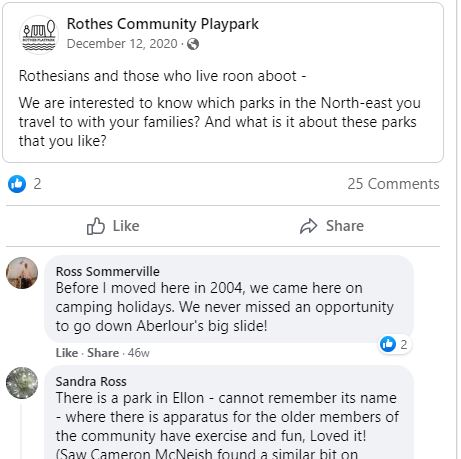 Rothes Community Playpark
December 12, 2020 ·
Rothesians and those who live roon aboot -
We are interested to know which parks in the North-east you
travel to with your families? And what is it about these parks
that you like?
2
25 Comments
Like
Share
Ross Sommerville
Before I moved here in 2004, we came here on
camping holidays. We never missed an opportunity
to go down Aberlour's big slide!
2
Like · Share · 46w
Sandra Ross
There is a park in Ellon - cannot remember its name
- where there is apparatus for the older members of
the community have exercise and fun, Loved it!
(Saw Cameron McNeish found a similar bit on